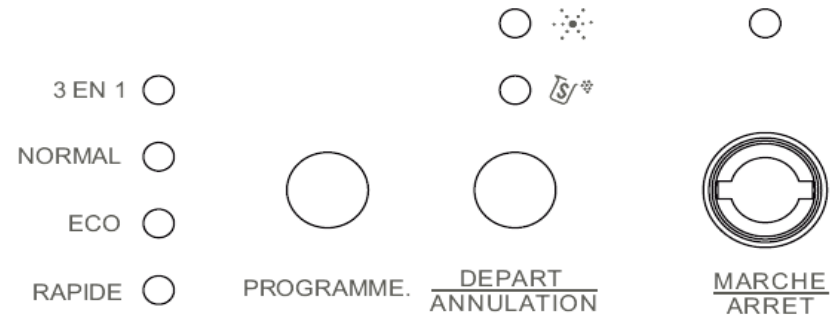 3 EN 1
NORMAL
ECO
RAPIDE
PROGRAMME.
DEPART
ANNULATION
MARCHE
ARRET